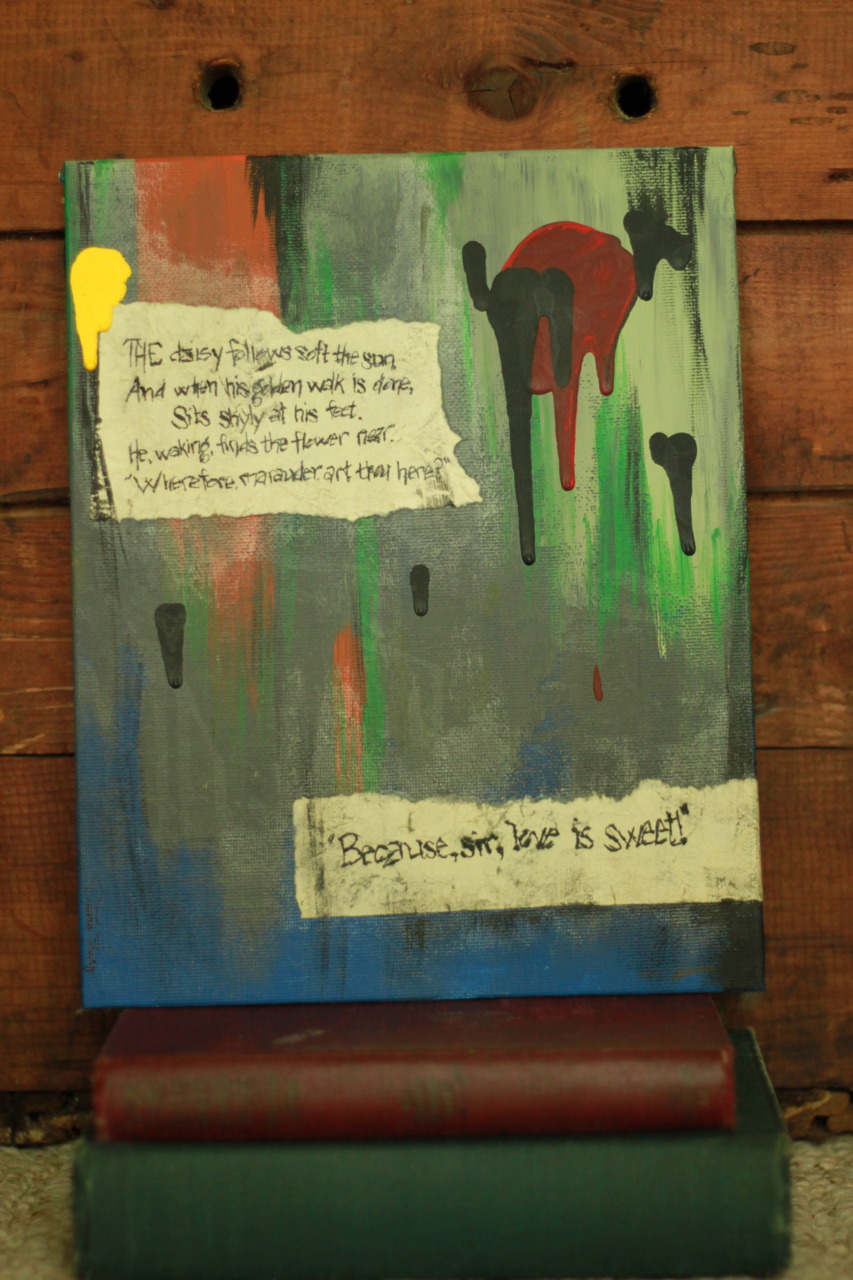 THE daisy follows soft the sun,
And when his golden walk is done,
Sits shyly at his feet.
He, waking, finds the flower near.
"Wherefore, marauder, art thou here?"
"Because, sir, love is sweet!"